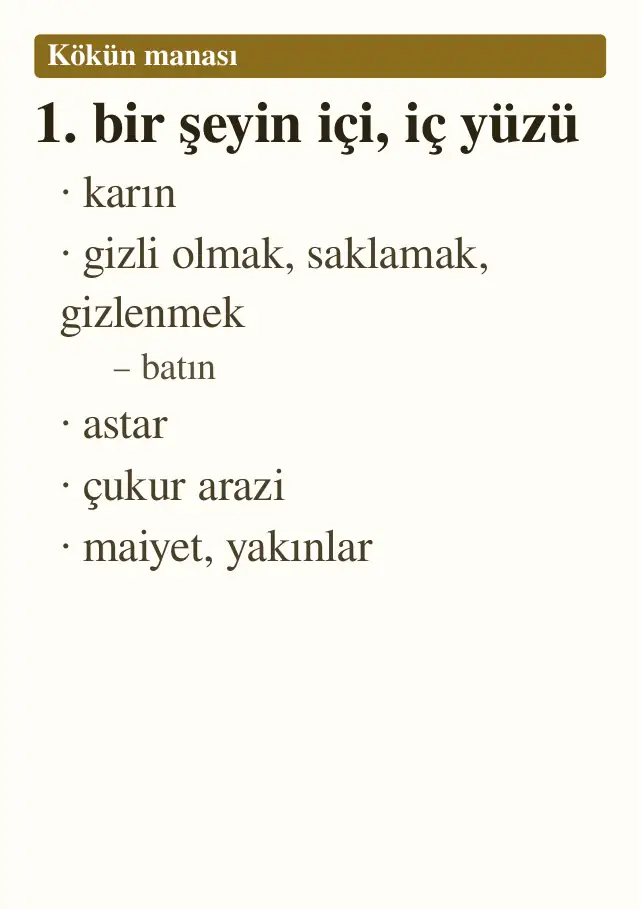 Kökün manası
1. bir şeyin içi, iç yüzü
· karın
· gizli olmak, saklamak,
gizlenmek
– batın
· astar
· çukur arazi
· maiyet, yakınlar